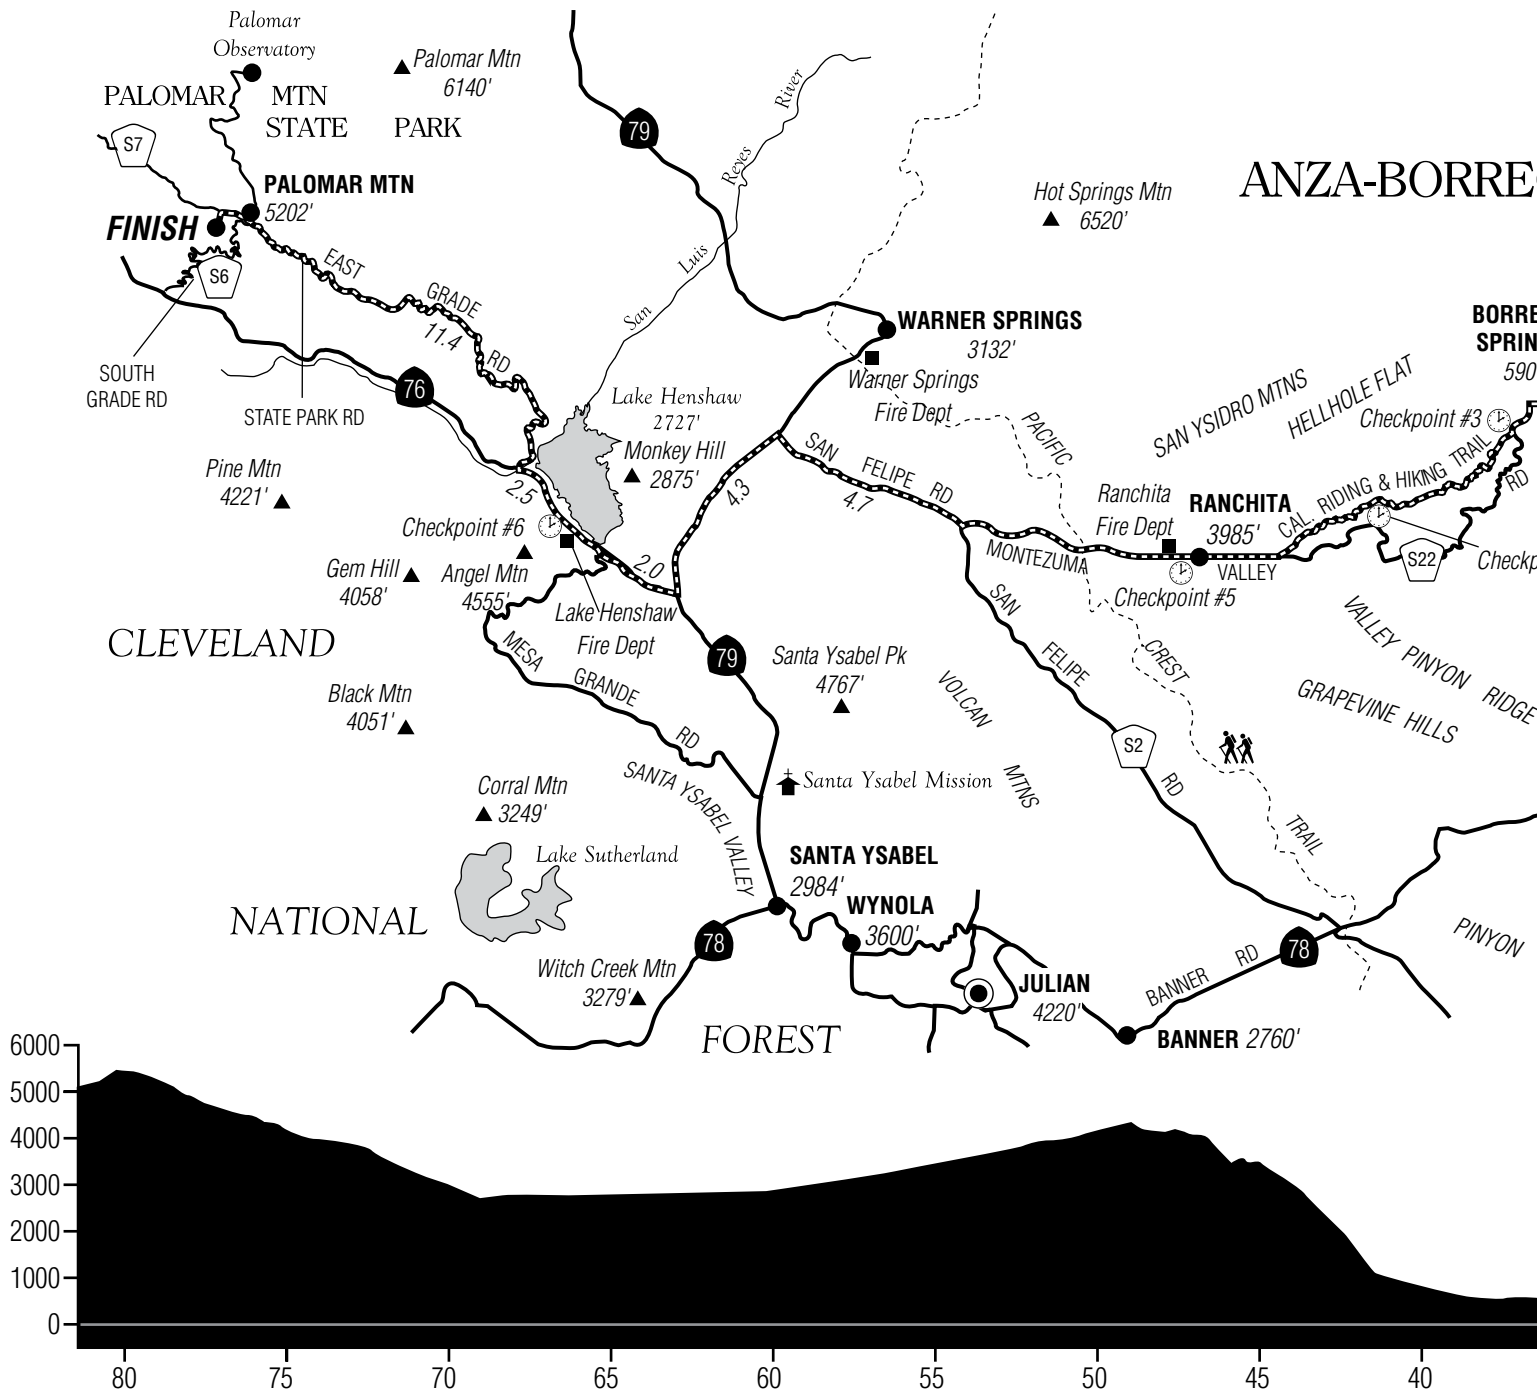 Palomar
Observatory
Palomar Mtn
6140'
PALOMAR MTN
STATE PARK
S7
79
River
Reyes
Luis
San
PALOMAR MTN
5202'
FINISH
S6
Hot Springs Mtn
6520'
ANZA-BORRE
EAST
GRADE
RD
11.4
WARNER SPRINGS
3132'
Warner Springs
Fire Dept
BORRE
SPRIN
590
SOUTH
GRADE RD
STATE PARK RD
76
Lake Henshaw
2727'
Monkey Hill
2875'
SAN YSIDRO MTNS
HELLHOLE FLAT
Checkpoint #3
PACIFIC
CREST
TRAIL
SAN FELIPE RD
4.7
4.3
2.5
2.0
Pine Mtn
4221'
Checkpoint #6
Ranchita
Fire Dept
RANCHITA
3985'
CAL. RIDING & HIKING TRAIL
RD
S22
Checkp
MONTEZUMA
VALLEY
Checkpoint #5
Gem Hill
4058'
Angel Mtn
4555'
Lake Henshaw
Fire Dept
CLEVELAND
MESA
GRANDE
RD
79
Santa Ysabel Pk
4767'
VOLCAN
MTNS
SAN
FELIPE
RD
S2
VALLEY PINYON RIDGE
GRAPEVINE HILLS
Black Mtn
4051'
SANTA YSABEL VALLEY
Santa Ysabel Mission
Corral Mtn
3249'
Lake Sutherland
SANTA YSABEL
2984'
WYNOLA
3600'
NATIONAL
78
Witch Creek Mtn
3279'
JULIAN
4220'
BANNER RD
78
PINYON
FOREST
BANNER 2760'
6000
5000
4000
3000
2000
1000
0
80 75 70 65 60 55 50 45 40